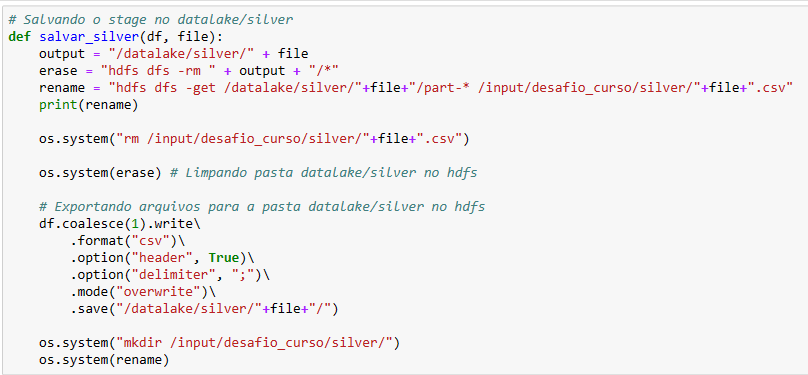 # Salvando o stage no datalake/silver
def salvar_silver(df, file):
    output = "/datalake/silver/" + file
    erase = "hdfs dfs -rm " + output + "/*"
    rename = "hdfs dfs -get /datalake/silver/"+file+"/part-* /input/desafio_curso/silver/"+file+".csv"
    print(rename)

    os.system("rm /input/desafio_curso/silver/"+file+".csv")

    os.system(erase) # Limpando pasta datalake/silver no hdfs

    # Exportando arquivos para a pasta datalake/silver no hdfs
    df.coalesce(1).write\
        .format("csv")\
        .option("header", True)\
        .option("delimiter", ";")\
        .mode("overwrite")\
        .save("/datalake/silver/"+file+"/")

    os.system("mkdir /input/desafio_curso/silver/")
    os.system(rename)